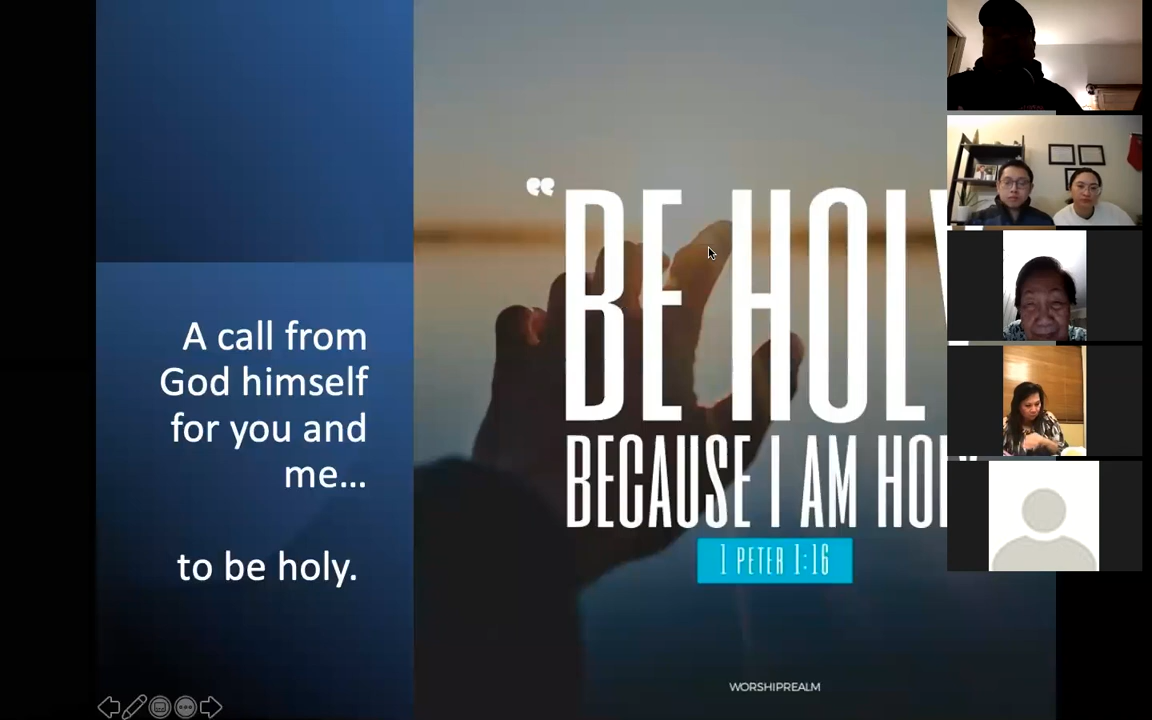 A call from
God himself
for you and
me...
to be holy.
“BE HOL
BECAUSE I AM HO
1 PETER 1:16
WORSHIPREALM